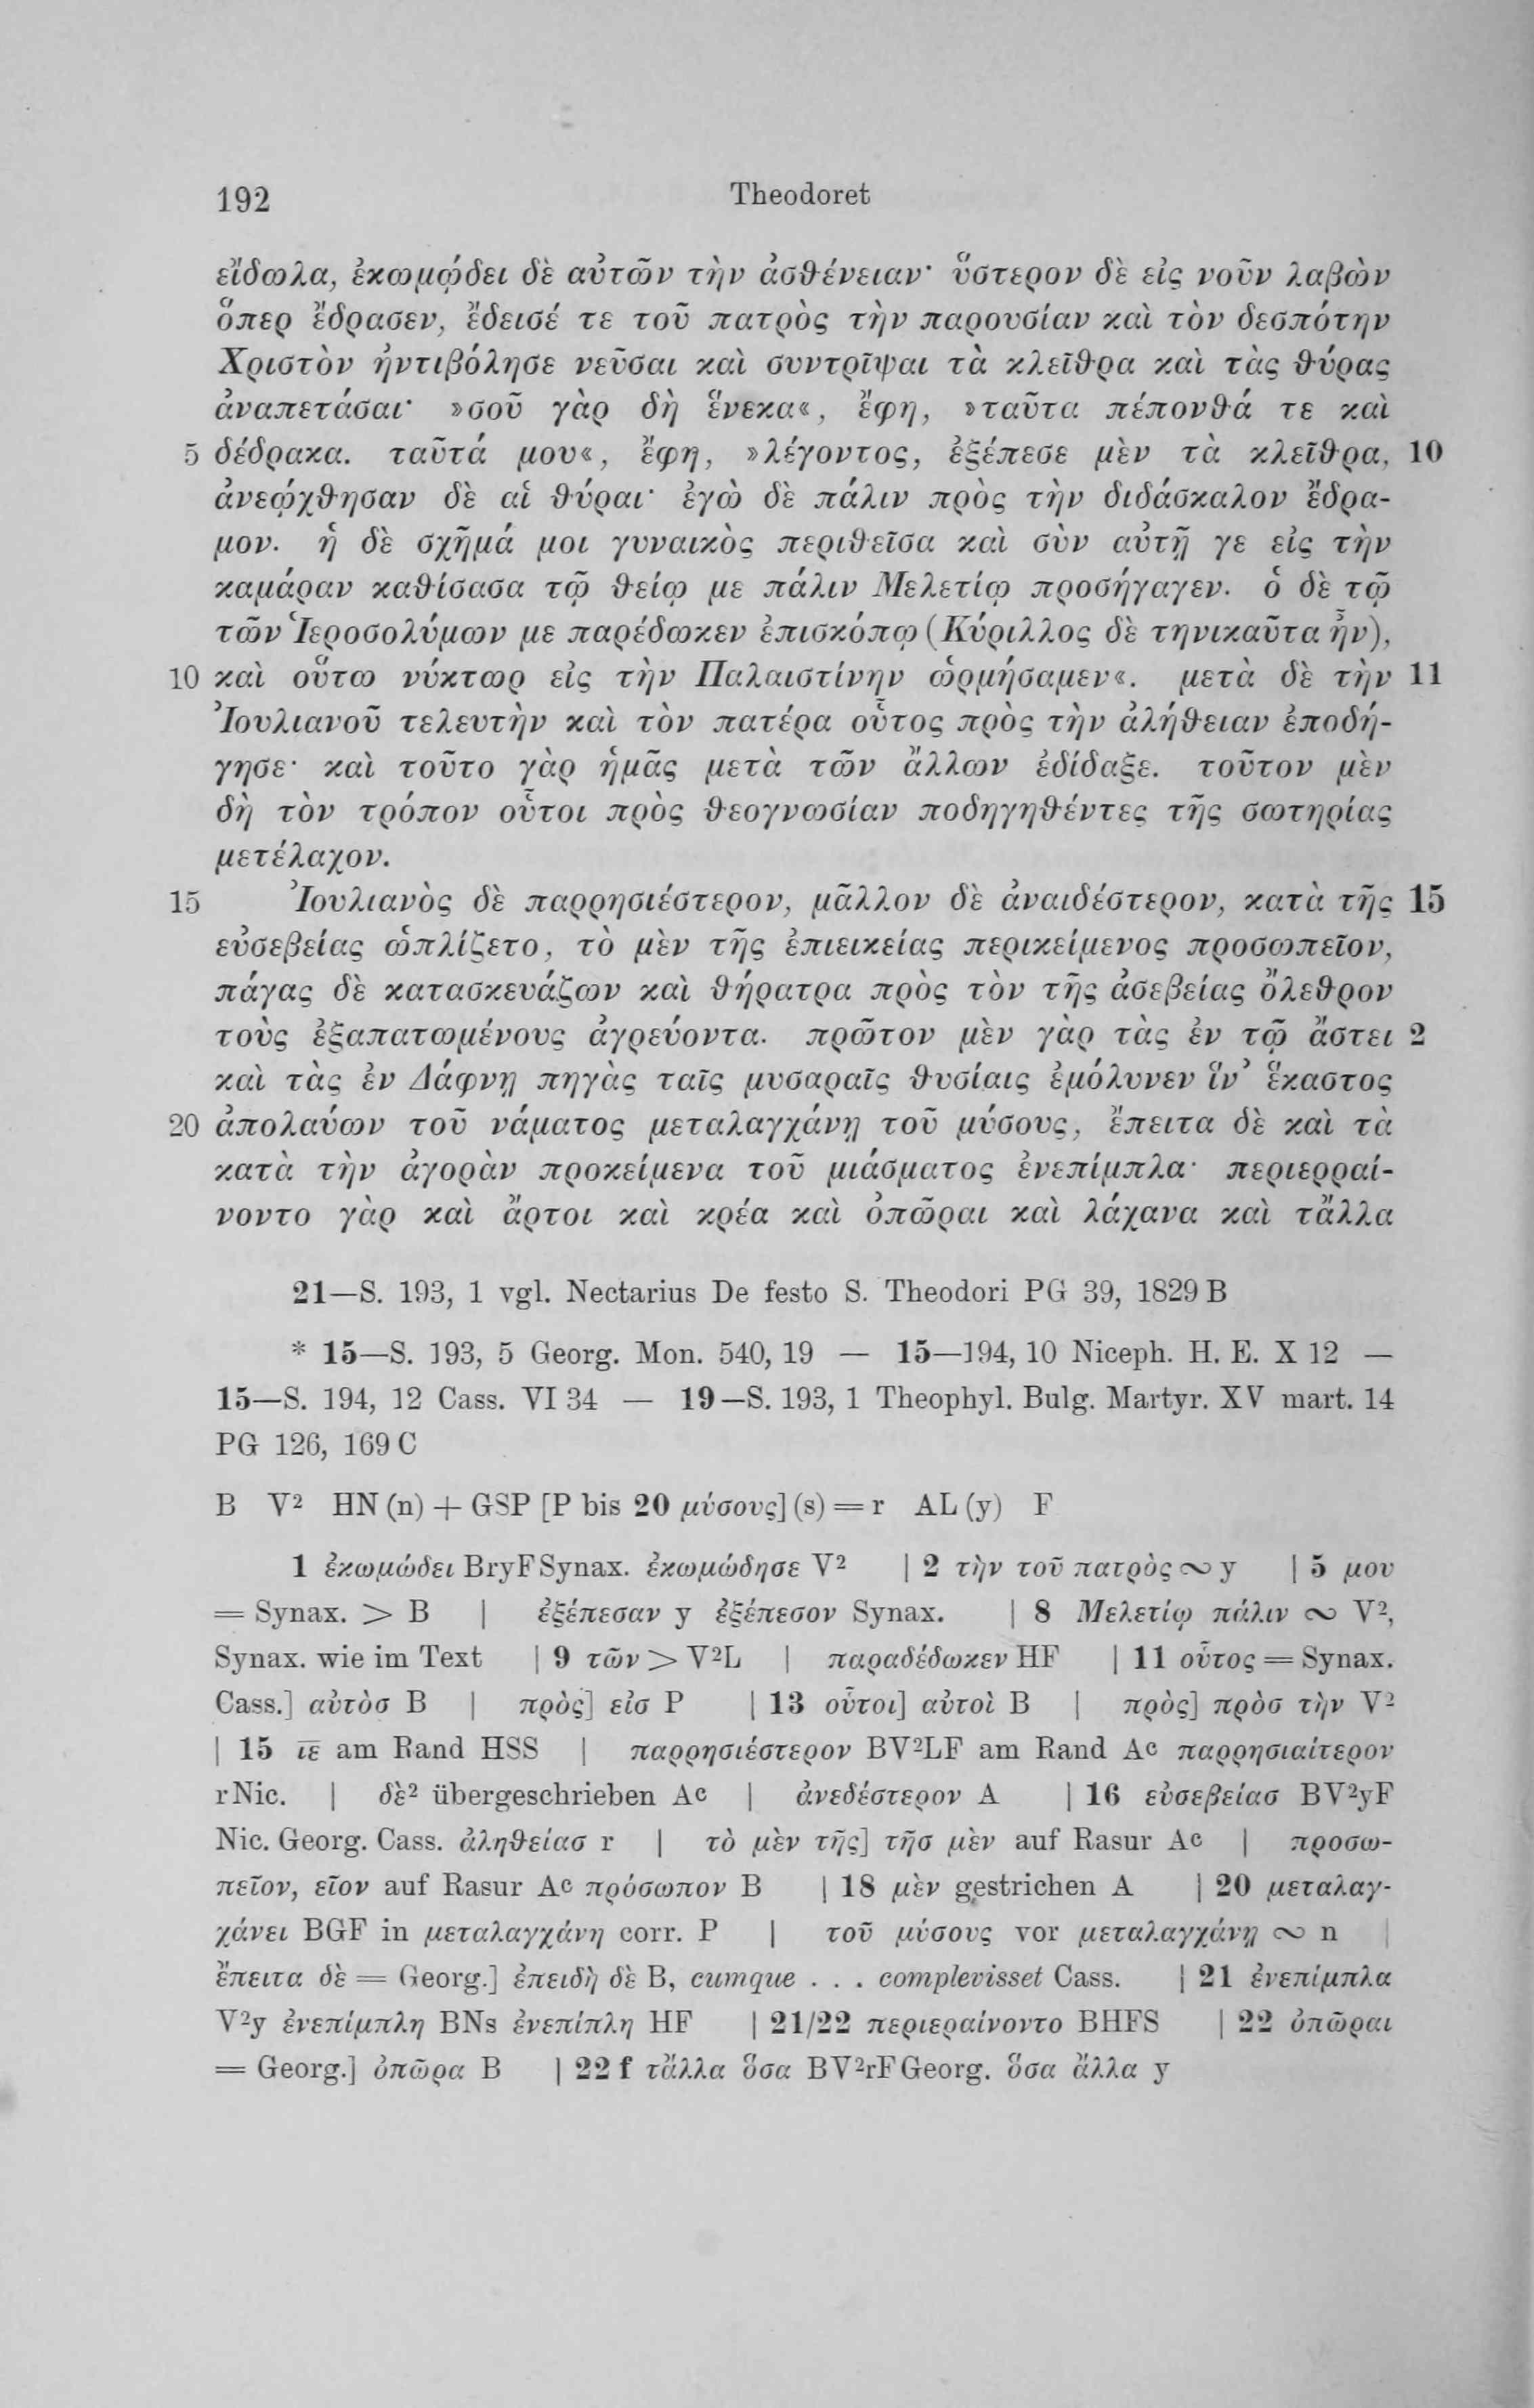 192 Theodoret
εἴδωλα, ἐκωμῴδει δὲ αὐτῶν τὴν ἀσθένειαν· ὕστερον δὲ εἰς νοῦν λαβὼν
ὅπερ ἔδρασεν, ἔδεισέ τε τοῦ πατρὸς τὴν παρουσίαν καὶ τὸν δεσπότην
Χριστὸν ἠντιβόλησε νεῦσαι καὶ συντρῖψαι τὰ κλεῖθρα καὶ τὰς θύρας
ἀναπετάσαι· »σοῦ γὰρ δὴ ἕνεκα«, ἔφη, »ταῦτα πέπονθά τε καὶ
5 δέδρακα. ταῦτά μου«, ἔφη, »λέγοντος, ἐξέπεσε μὲν τὰ κλεῖθρα, 10
ἀνεῴχθησαν δὲ αἱ θύραι· ἐγὼ δὲ πάλιν πρὸς τὴν διδάσκαλον ἔδρα-
μον. ἡ δὲ σχῆμά μοι γυναικὸς περιθεῖσα καὶ σὺν αὐτῇ γε εἰς τὴν
καμάραν καθίσασα τῷ θείῳ με πάλιν Μελετίῳ προσήγαγεν. ὁ δὲ τῷ
τῶν Ἱεροσολύμων με παρέδωκεν ἐπισκόπῳ (Κύριλλος δὲ τηνικαῦτα ἦν),
10 καὶ οὕτω νύκτωρ εἰς τὴν Παλαιστίνην ὡρμήσαμεν«. μετὰ δὲ τὴν 11
Ἰουλιανοῦ τελευτὴν καὶ τὸν πατέρα οὗτος πρὸς τὴν ἀλήθειαν ἐποδή-
γησε· καὶ τοῦτο γὰρ ἡμᾶς μετὰ τῶν ἄλλων ἐδίδαξε. τοῦτον μὲν
δὴ τὸν τρόπον οὗτοι πρὸς θεογνωσίαν ποδηγηθέντες τῆς σωτηρίας
μετέλαχον.
15 Ἰουλιανὸς δὲ παρρησιέστερον, μᾶλλον δὲ ἀναιδέστερον, κατὰ τῆς 15
εὐσεβείας ὡπλίζετο, τὸ μὲν τῆς ἐπιεικείας περικείμενος προσωπεῖον,
πάγας δὲ κατασκευάζων καὶ θήρατρα πρὸς τὸν τῆς ἀσεβείας ὄλεθρον
τοὺς ἐξαπατωμένους ἀγρεύοντα. πρῶτον μὲν γὰρ τὰς ἐν τῷ ἄστει 2
καὶ τὰς ἐν Δάφνῃ πηγὰς ταῖς μυσαραῖς θυσίαις ἐμόλυνεν ἵν᾽ ἕκαστος
20 ἀπολαύων τοῦ νάματος μεταλαγχάνῃ τοῦ μύσους, ἔπειτα δὲ καὶ τὰ
κατὰ τὴν ἀγορὰν προκείμενα τοῦ μιάσματος ἐνεπίμπλα· περιερραί-
νοντο γὰρ καὶ ἄρτοι καὶ κρέα καὶ ὀπῶραι καὶ λάχανα καὶ τἄλλα
21—S. 193, 1 vgl. Nectarius De festo S. Theodori PG 39, 1829 B
* 15—S. 193, 5 Georg. Mon. 540, 19 — 15—194, 10 Niceph. H. E. X 12 —
15—S. 194, 12 Cass. VI 34 — 19—S. 193, 1 Theophyl. Bulg. Martyr. XV mart. 14
PG 126, 169 C
B V² HN (n) + GSP [P bis 20 μύσους] (s) = r AL (y) F
1 ἐκωμώδει BryF Synax. ἐκωμώδησε V² | 2 τὴν τοῦ πατρὸς ∾ y | 5 μου
= Synax. > B | ἐξέπεσαν y ἐξέπεσον Synax. | 8 Μελετίῳ πάλιν ∾ V²,
Synax. wie im Text | 9 τῶν > V²L | παραδέδωκεν HF | 11 οὗτος = Synax.
Cass.] αὐτὸσ B | πρὸς] εἰσ P | 13 οὗτοι] αὐτοὶ B | πρὸς] πρὸσ τὴν V²
| 15 ι̅ε̅ am Rand HSS | παρρησιέστερον BV²LF am Rand Aᶜ παρρησιαίτερον
rNic. | δὲ² übergeschrieben Aᶜ | ἀνεδέστερον A | 16 εὐσεβείασ BV²yF
Nic. Georg. Cass. ἀληθείασ r | τὸ μὲν τῆς] τῆσ μὲν auf Rasur Aᶜ | προσω-
πεῖον, εῖον auf Rasur Aᶜ πρόσωπον B | 18 μὲν gestrichen A | 20 μεταλαγ-
χάνει BGF in μεταλαγχάνη corr. P | τοῦ μύσους vor μεταλαγχάνῃ ∾ n |
ἔπειτα δὲ = Georg.] ἐπειδὴ δὲ B, cumque . . . complevisset Cass. | 21 ἐνεπίμπλα
V²y ἐνεπίμπλη BNs ἐνεπίπλη HF | 21/22 περιεραίνοντο BHFS | 22 ὀπῶραι
= Georg.] ὀπῶρα B | 22 f τἄλλα ὅσα BV²rF Georg. ὅσα ἄλλα y